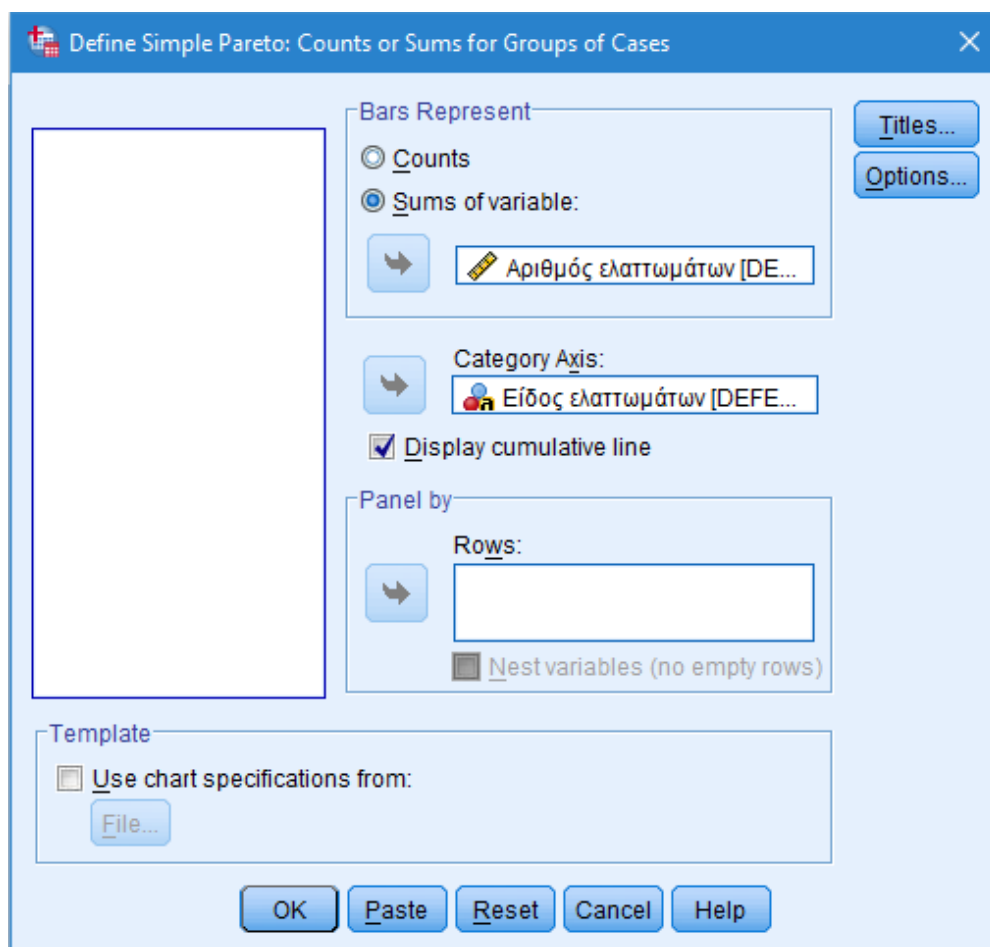 Define Simple Pareto: Counts or Sums for Groups of Cases
Bars Represent
Counts
Sums of variable:
Αριθμός ελαττωμάτων [DE...
Titles...
Options...
Category Axis:
Είδος ελαττωμάτων [DEFE...
Display cumulative line
Panel by
Rows:
Nest variables (no empty rows)
Template
Use chart specifications from:
File...
OK Paste Reset Cancel Help